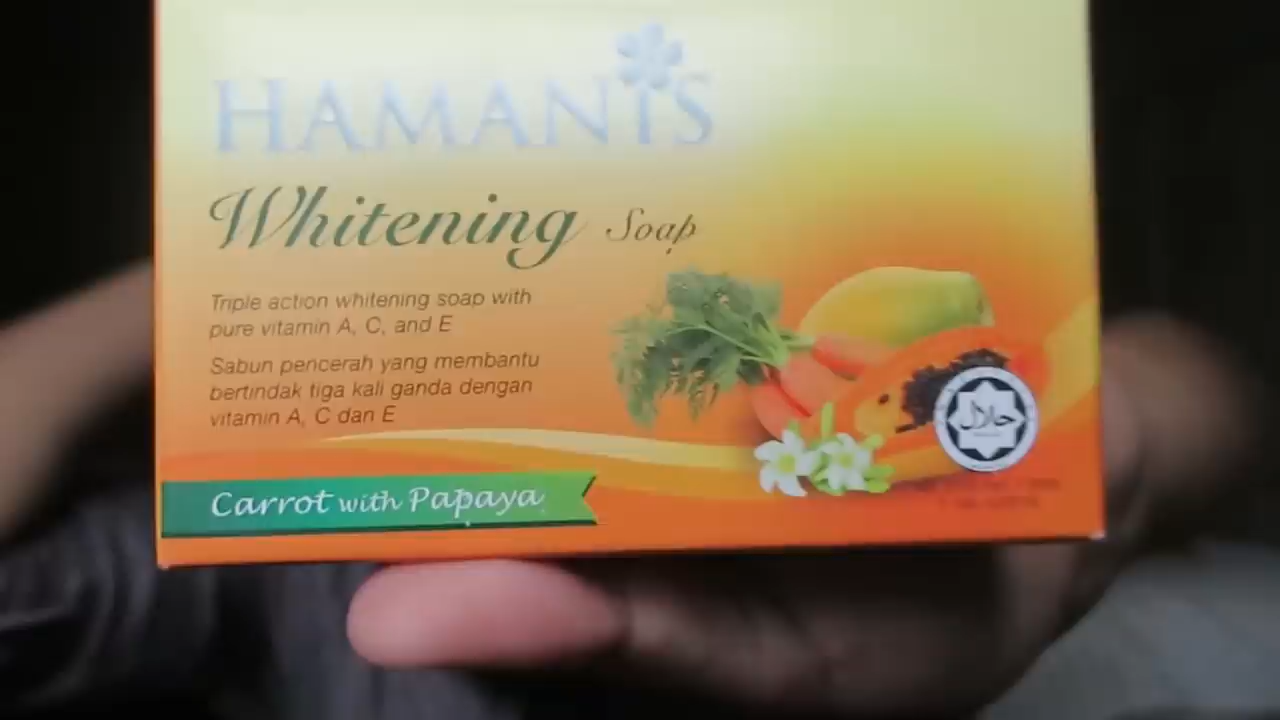 HAMANIS
Whitening Soap
Triple action whitening soap with
pure vitamin A, C, and E
Sabun pencerah yang membantu
bertindak tiga kali ganda dengan
vitamin A, C dan E
حلال
Carrot with Papaya